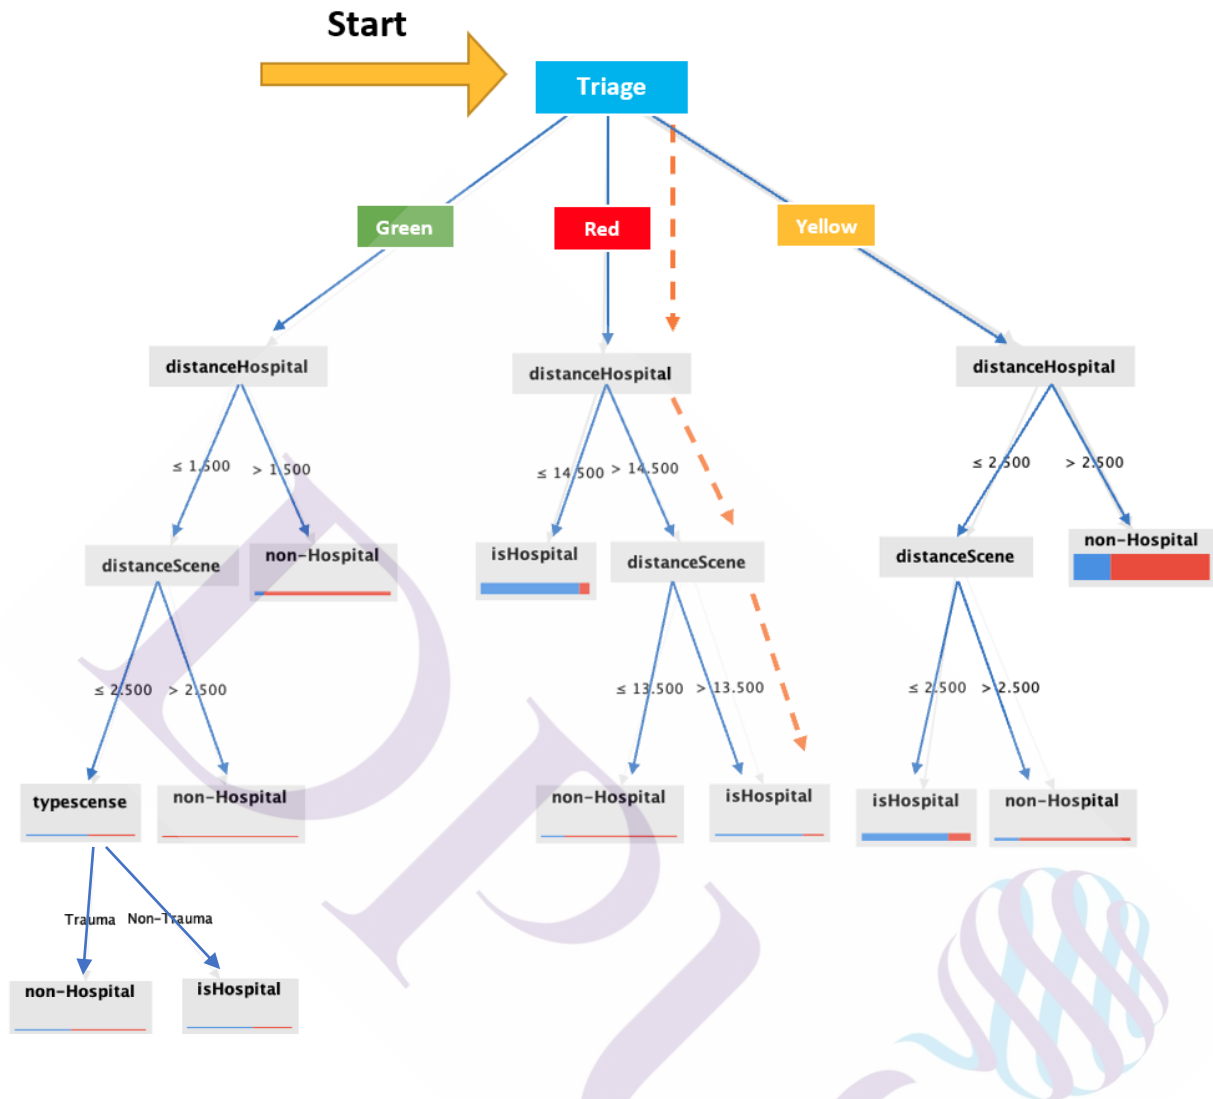 Start
Triage
Green
Red
Yellow
distanceHospital
distanceHospital
distanceHospital
≤ 1.500
> 1.500
≤ 14.500
> 14.500
≤ 2.500
> 2.500
distanceScene
non-Hospital
isHospital
distanceScene
distanceScene
non-Hospital
≤ 2.500
> 2.500
≤ 13.500
> 13.500
≤ 2.500
> 2.500
typescense
non-Hospital
non-Hospital
isHospital
isHospital
non-Hospital
Trauma
Non-Trauma
non-Hospital
isHospital